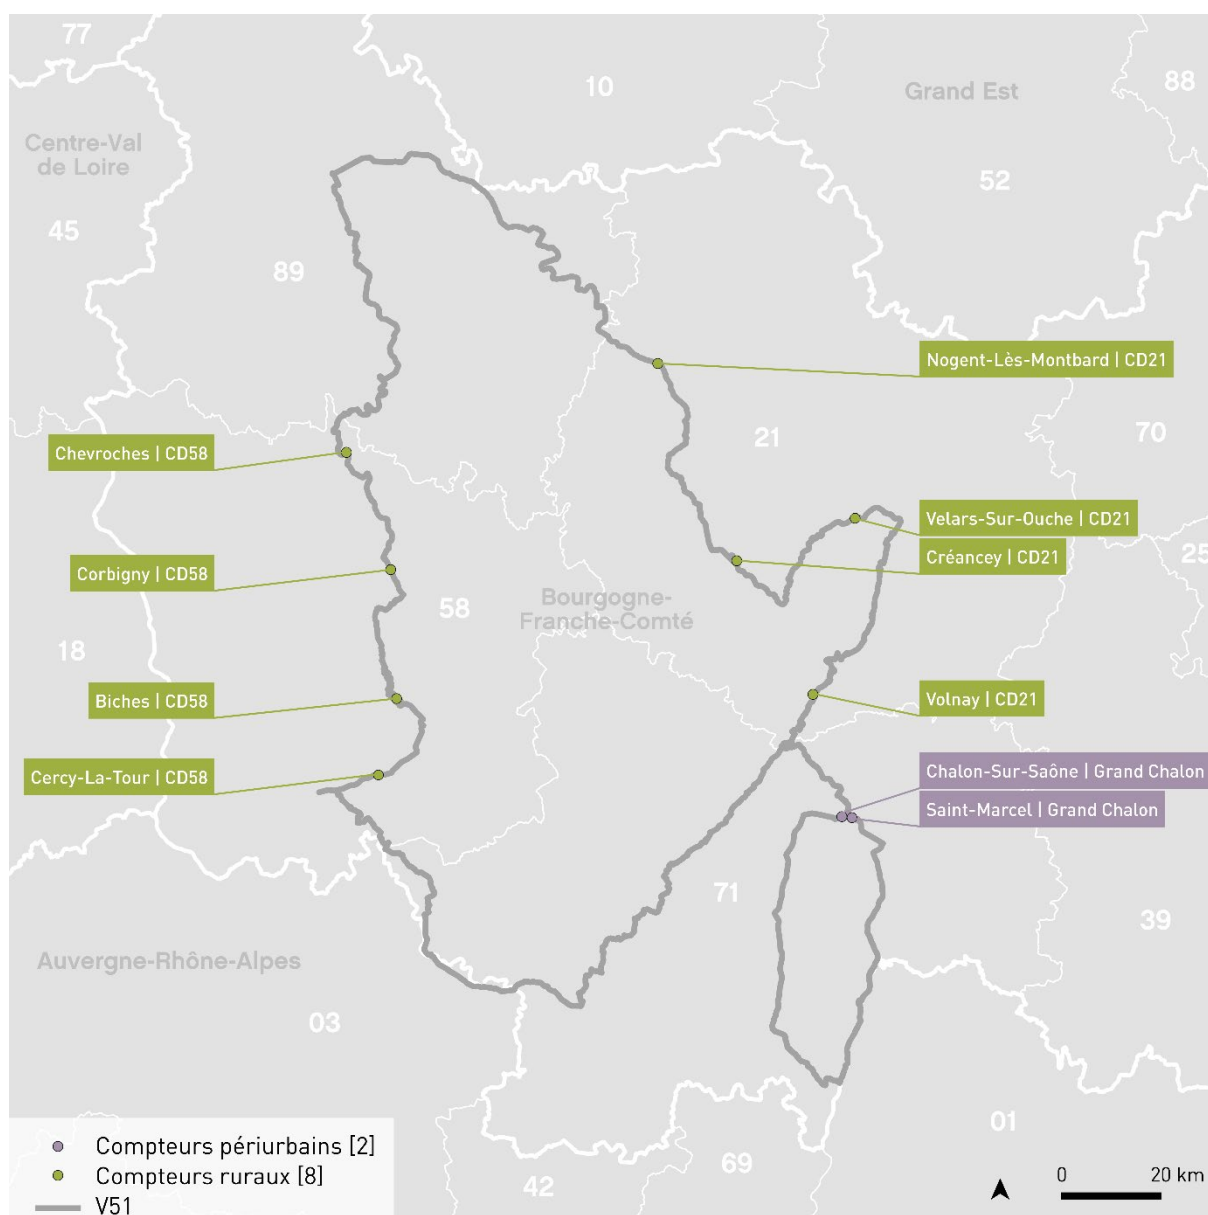 77
10
Grand Est
88
Centre-Val
de Loire
52
45
89
Nogent-Lès-Montbard | CD21
21
70
Chevroches | CD58
Velars-Sur-Ouche | CD21
Créancey | CD21
25
Corbigny | CD58
58
Bourgogne-
Franche-Comté
18
Biches | CD58
Volnay | CD21
Cercy-La-Tour | CD58
Chalon-Sur-Saône | Grand Chalon
Saint-Marcel | Grand Chalon
71
39
Auvergne-Rhône-Alpes
03
01
69
42
Compteurs périurbains [2]
Compteurs ruraux [8]
V51
0 20 km